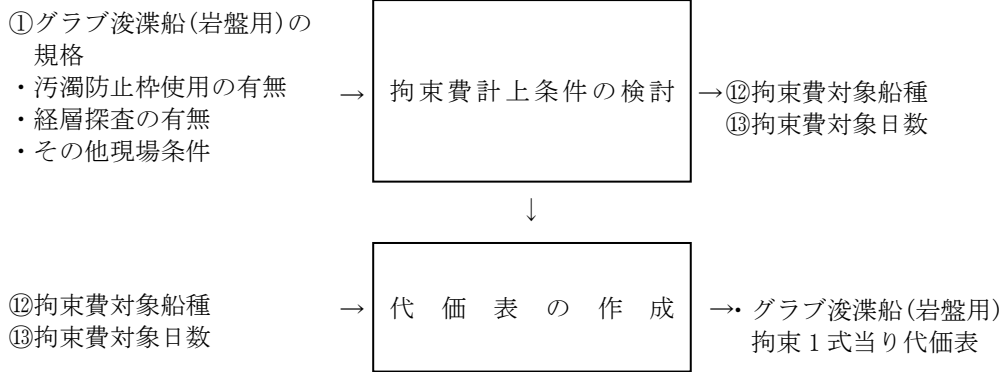 ①グラブ浚渫船(岩盤用)の
規格
・汚濁防止枠使用の有無
・経層探査の有無
・その他現場条件
→
拘束費計上条件の検討
→⑫拘束費対象船種
⑬拘束費対象日数
↓
⑫拘束費対象船種
⑬拘束費対象日数
→
代価表の作成
→・グラブ浚渫船(岩盤用)
拘束1式当り代価表